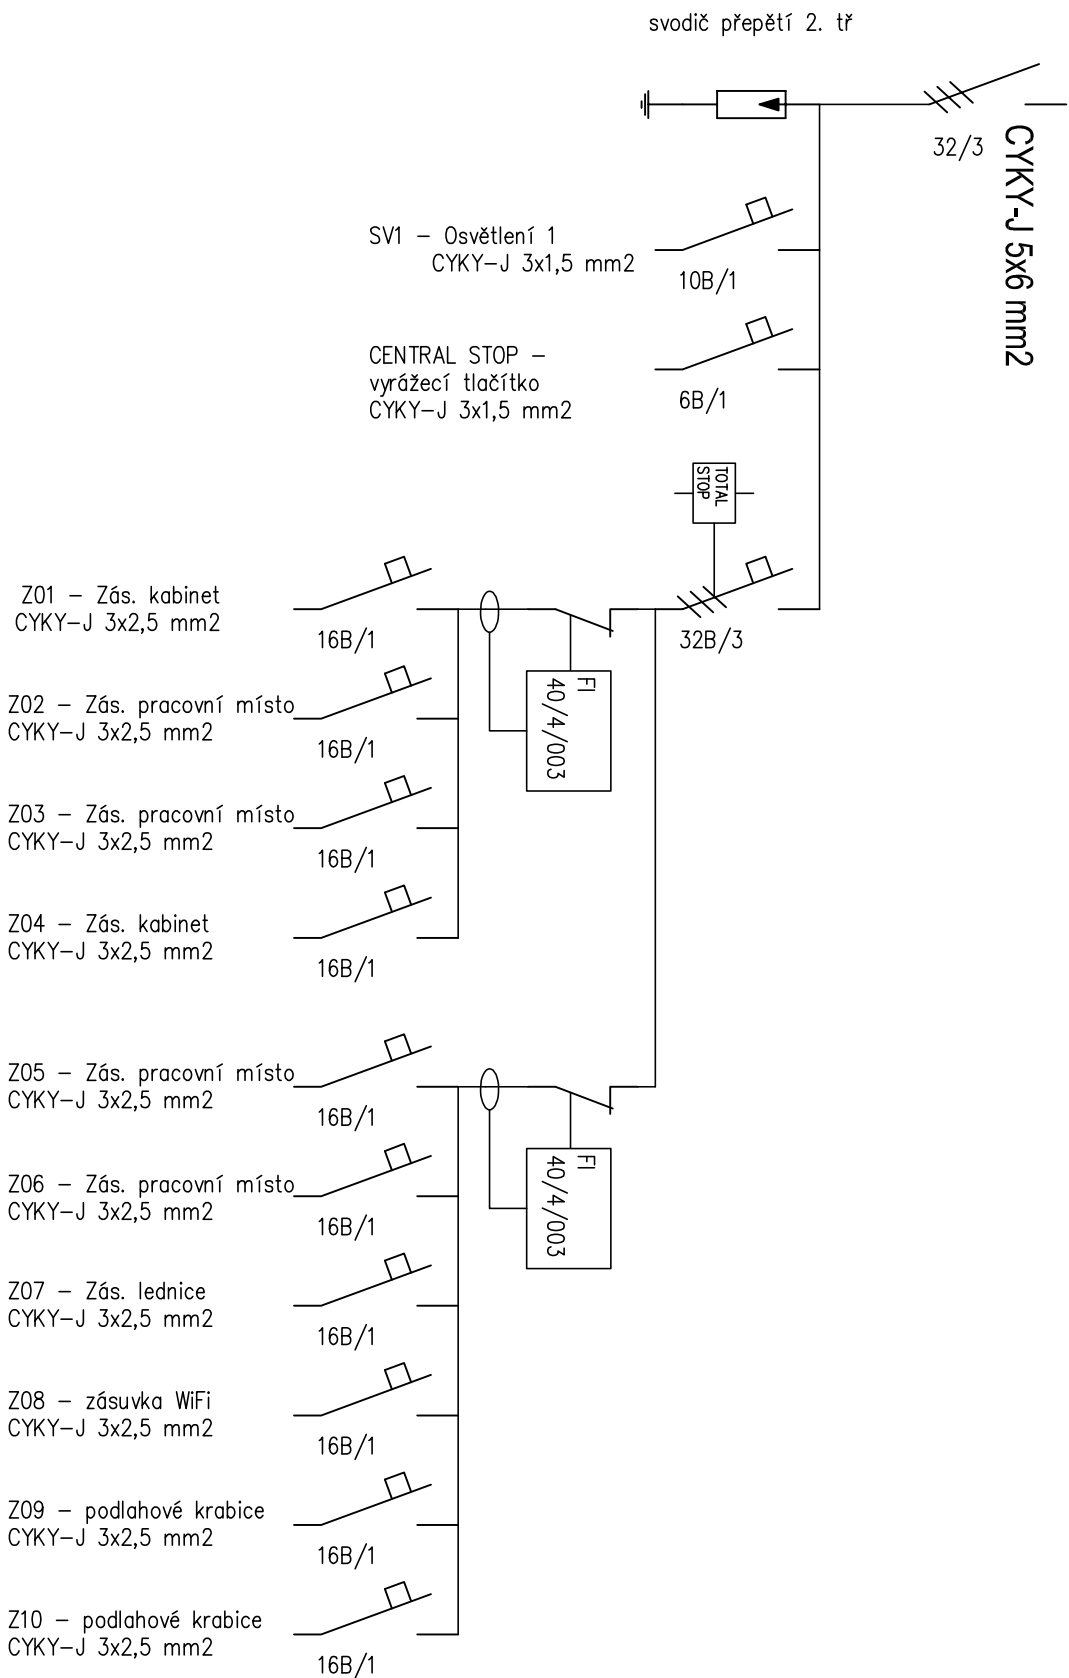 svodič přepětí 2. tř
32/3
CYKY-J 5x6 mm2
SV1 – Osvětlení 1
CYKY–J 3x1,5 mm2
10B/1
CENTRAL STOP –
vyrážecí tlačítko
CYKY–J 3x1,5 mm2
6B/1
TOTAL
STOP
32B/3
Z01 – Zás. kabinet
CYKY–J 3x2,5 mm2
16B/1
FI
40/4/003
Z02 – Zás. pracovní místo
CYKY–J 3x2,5 mm2
16B/1
Z03 – Zás. pracovní místo
CYKY–J 3x2,5 mm2
16B/1
Z04 – Zás. kabinet
CYKY–J 3x2,5 mm2
16B/1
Z05 – Zás. pracovní místo
CYKY–J 3x2,5 mm2
16B/1
FI
40/4/003
Z06 – Zás. pracovní místo
CYKY–J 3x2,5 mm2
16B/1
Z07 – Zás. lednice
CYKY–J 3x2,5 mm2
16B/1
Z08 – zásuvka WiFi
CYKY–J 3x2,5 mm2
16B/1
Z09 – podlahové krabice
CYKY–J 3x2,5 mm2
16B/1
Z10 – podlahové krabice
CYKY–J 3x2,5 mm2
16B/1